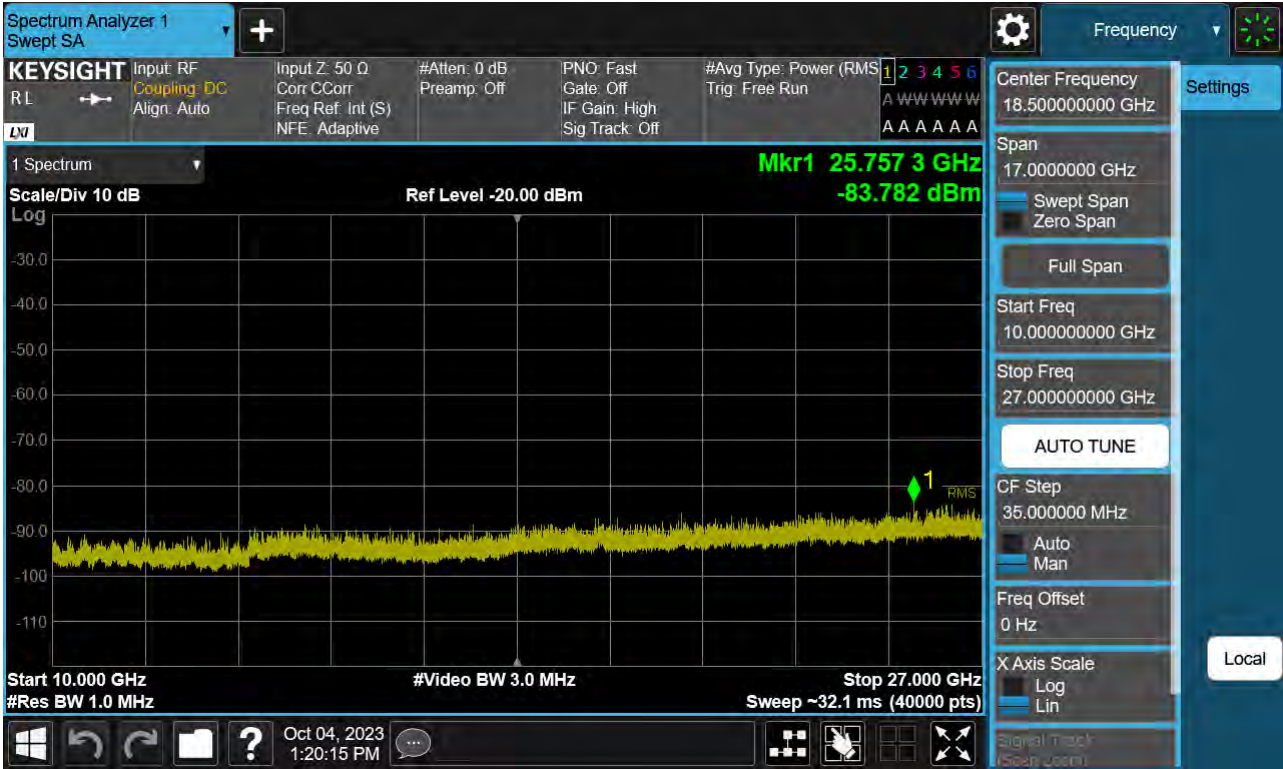 Spectrum Analyzer 1
Swept SA
Frequency
KEYSIGHT
R L
LXI
Input: RF
Coupling: DC
Align: Auto
Input Z: 50 Ω
Corr CCorr
Freq Ref: Int (S)
NFE: Adaptive
#Atten: 0 dB
Preamp: Off
PNO: Fast
Gate: Off
IF Gain: High
Sig Track: Off
#Avg Type: Power (RMS
Trig: Free Run
1 2 3 4 5 6
A W W W W W
A A A A A A
1 Spectrum
Mkr1 25.757 3 GHz
-83.782 dBm
Scale/Div 10 dB
Ref Level -20.00 dBm
Log
-30.0
-40.0
-50.0
-60.0
-70.0
-80.0
-90.0
-100
-110
1
RMS
Start 10.000 GHz
#Video BW 3.0 MHz
Stop 27.000 GHz
#Res BW 1.0 MHz
Sweep ~32.1 ms (40000 pts)
Center Frequency
18.500000000 GHz
Settings
Span
17.0000000 GHz
Swept Span
Zero Span
Full Span
Start Freq
10.000000000 GHz
Stop Freq
27.000000000 GHz
AUTO TUNE
CF Step
35.000000 MHz
Auto
Man
Freq Offset
0 Hz
X Axis Scale
Log
Lin
Signal Track
(Span Zoom)
Local
?
Oct 04, 2023
1:20:15 PM